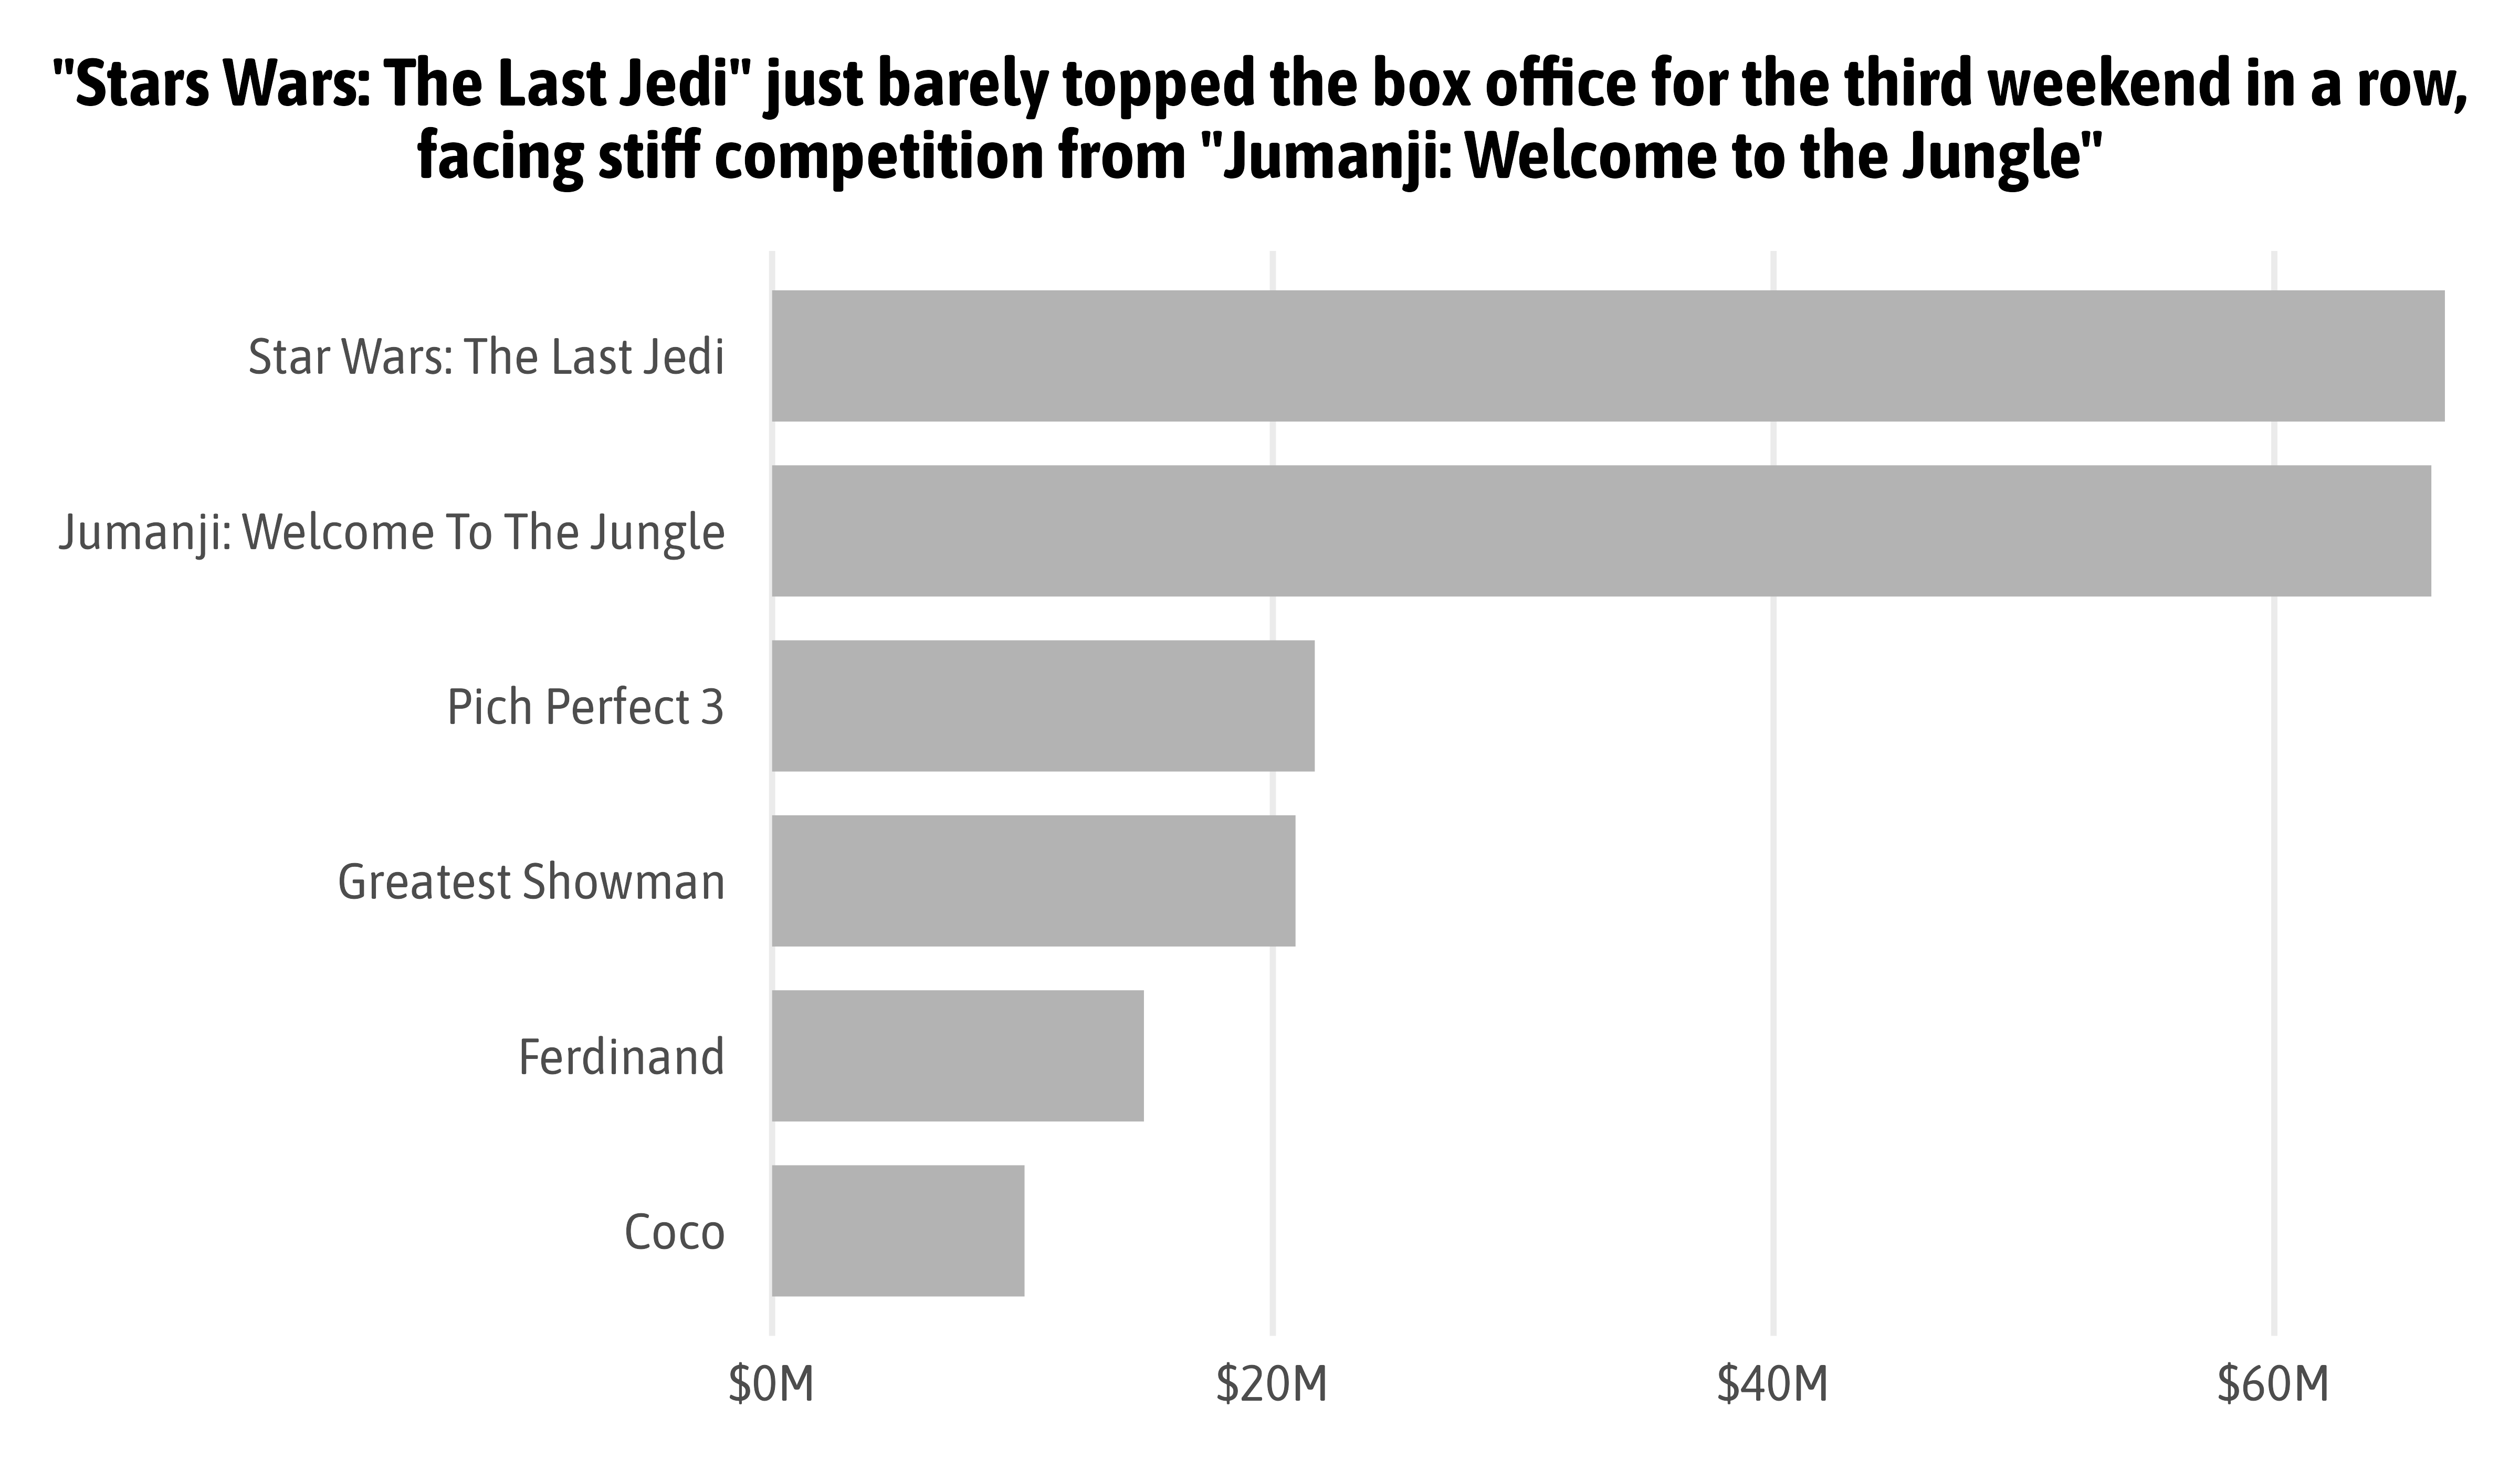 "Stars Wars: The Last Jedi" just barely topped the box office for the third weekend in a row,
facing stiff competition from "Jumanji: Welcome to the Jungle"
Star Wars: The Last Jedi
Jumanji: Welcome To The Jungle
Pich Perfect 3
Greatest Showman
Ferdinand
Coco
$0M $20M $40M $60M